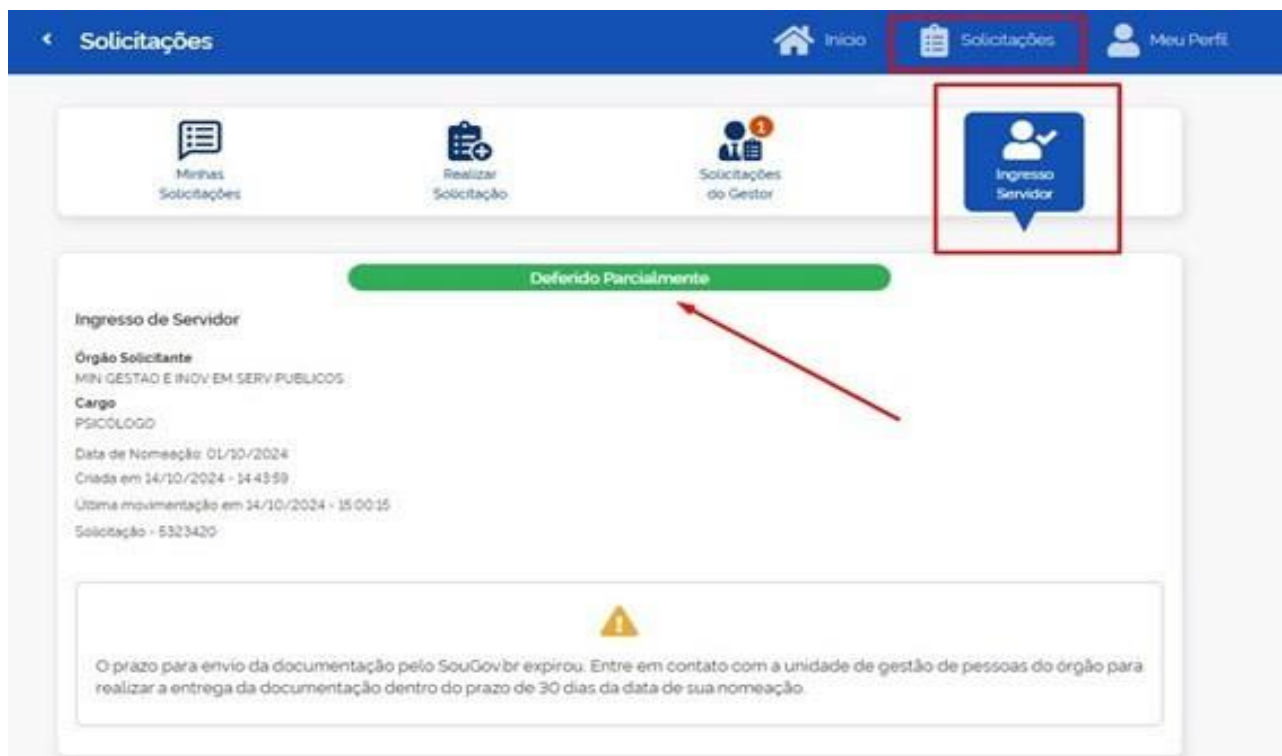 Solicitações
Início
Solicitações
Meu Perfil
Minhas
Solicitações
Realizar
Solicitação
1
Solicitações
do Gestor
Ingresso
Servidor
Deferido Parcialmente
Ingresso de Servidor
Órgão Solicitante
MIN GESTAO E INOV EM SERV PUBLICOS
Cargo
PSICÓLOGO
Data de Nomeação: 01/10/2024
Criada em 14/10/2024 - 14:43:59
Última movimentação em 14/10/2024 - 15:00:15
Solicitação - 5323420
O prazo para envio da documentação pelo SouGov.br expirou. Entre em contato com a unidade de gestão de pessoas do órgão para
realizar a entrega da documentação dentro do prazo de 30 dias da data de sua nomeação.